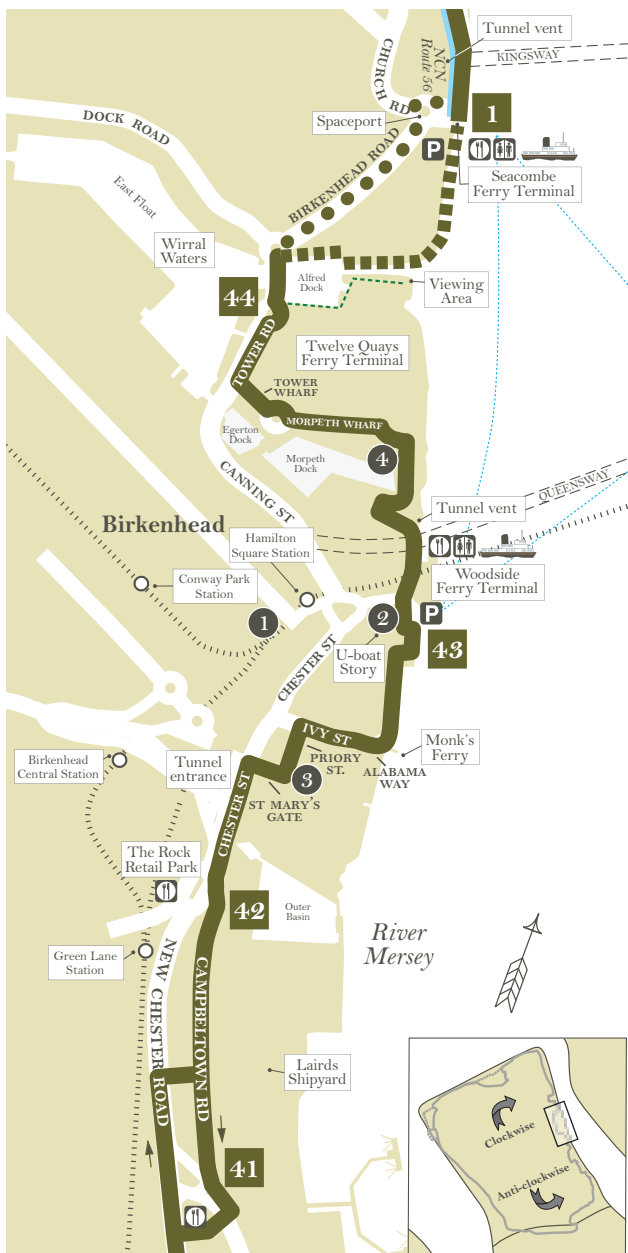 Tunnel vent
KINGSWAY
NCN
Route 56
CHURCH RD
Spaceport
1
P
DOCK ROAD
BIRKENHEAD ROAD
Seacombe
Ferry Terminal
East Float
Wirral
Waters
Alfred
Dock
Viewing
Area
44
TOWER RD
Twelve Quays
Ferry Terminal
TOWER
WHARF
MORPETH WHARF
Egerton
Dock
Morpeth
Dock
4
CANNING ST
Tunnel vent
QUEENSWAY
Birkenhead
Hamilton
Square Station
Woodside
Ferry Terminal
Conway Park
Station
1
2
P
43
U-boat
Story
CHESTER ST
IVY ST
Monk's
Ferry
PRIORY
ST.
ALABAMA
WAY
Birkenhead
Central Station
Tunnel
entrance
3
ST MARY'S
GATE
CHESTER ST
The Rock
Retail Park
42
Outer
Basin
River
Mersey
Green Lane
Station
NEW CHESTER ROAD
CAMPBELTOWN RD
Lairds
Shipyard
41
Clockwise
Anti-clockwise